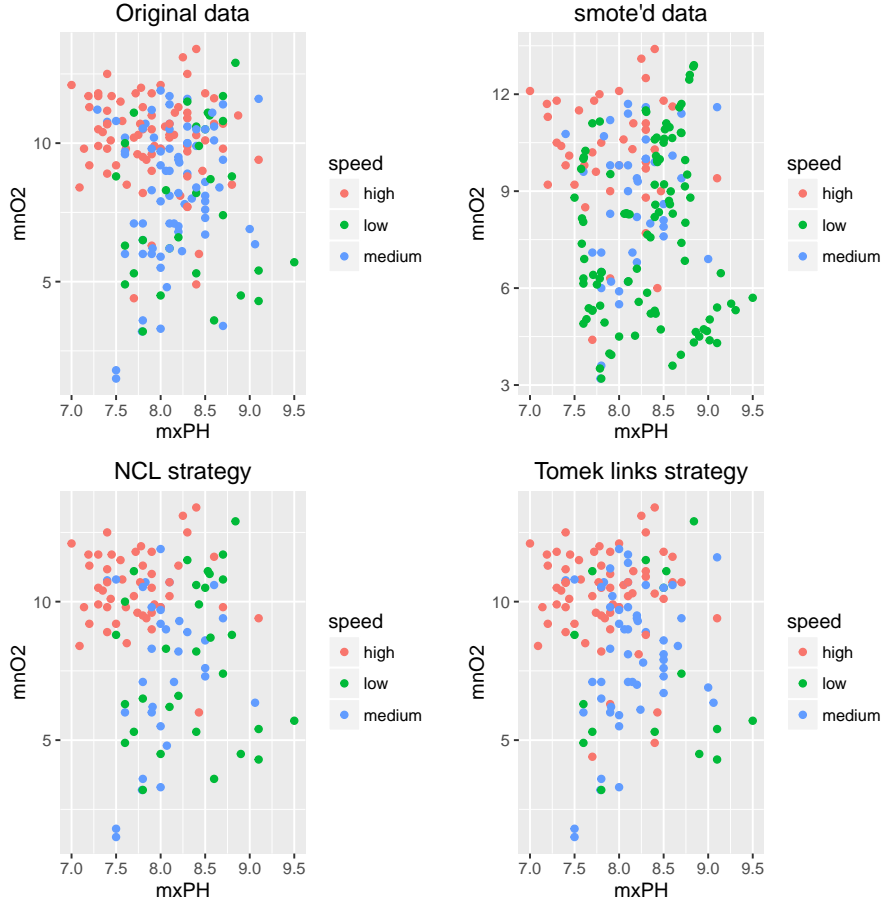 Original data
mnO2
10
5
7.0 7.5 8.0 8.5 9.0 9.5
mxPH
speed
high
low
medium
smote'd data
mnO2
12
9
6
3
7.0 7.5 8.0 8.5 9.0 9.5
mxPH
speed
high
low
medium
NCL strategy
mnO2
10
5
7.0 7.5 8.0 8.5 9.0 9.5
mxPH
speed
high
low
medium
Tomek links strategy
mnO2
10
5
7.0 7.5 8.0 8.5 9.0 9.5
mxPH
speed
high
low
medium